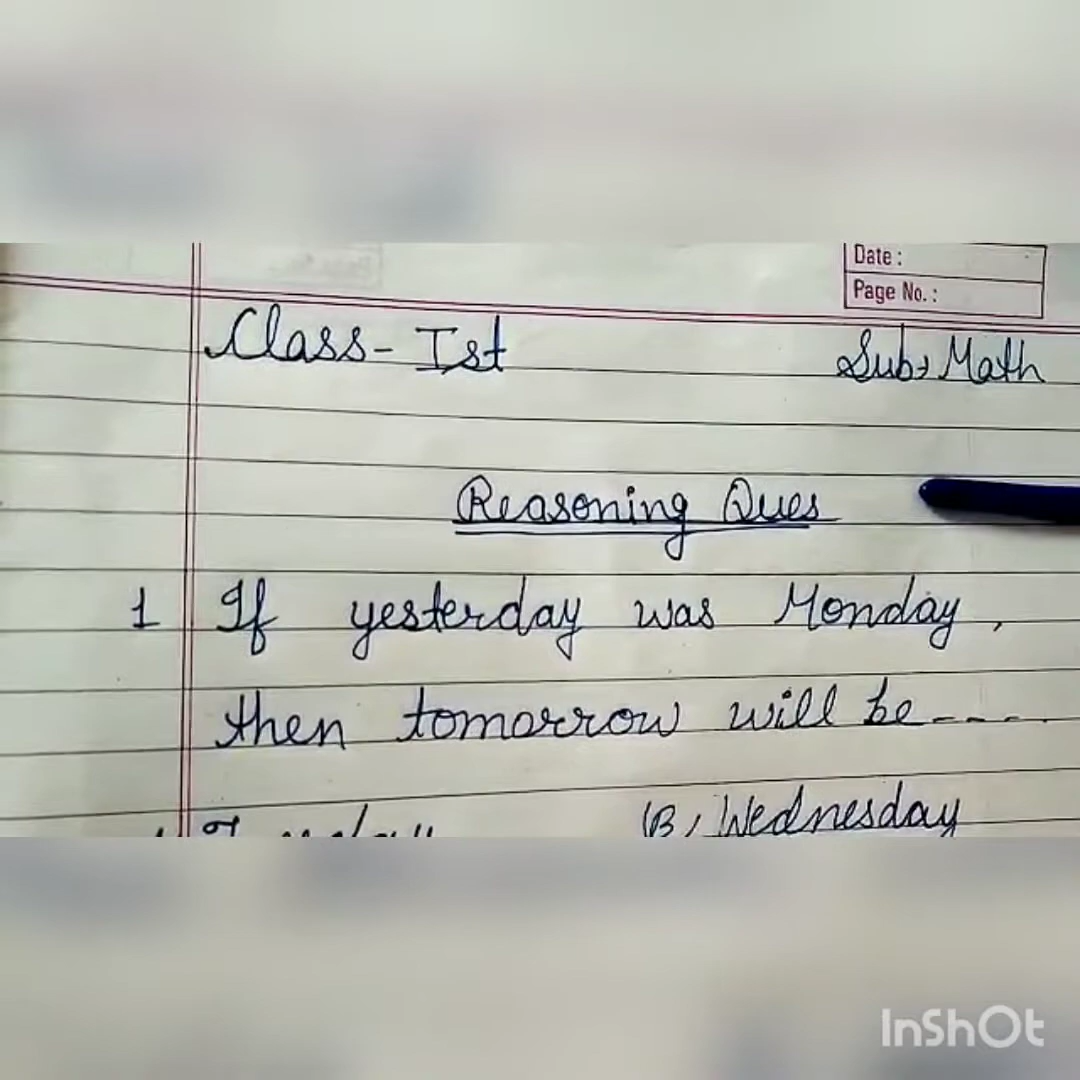 Date :
Page No. :
Class - Ist
Sub, Math
Reasoning Ques
1 If yesterday was Monday,
then tomorrow will be ----.
(B, Wednesday
InShOt